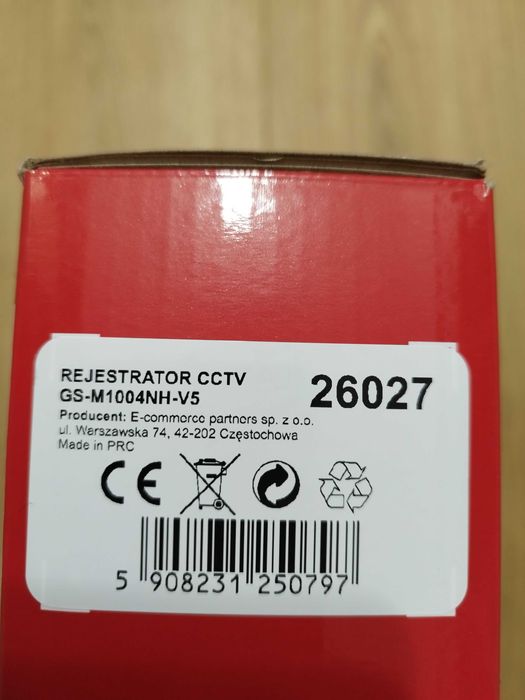 REJESTRATOR CCTV
GS-M1004NH-V5
26027
Producent: E-commerce partners sp. z o.o.
ul. Warszawska 74, 42-202 Częstochowa
Made in PRC
CE
5 908231 250797